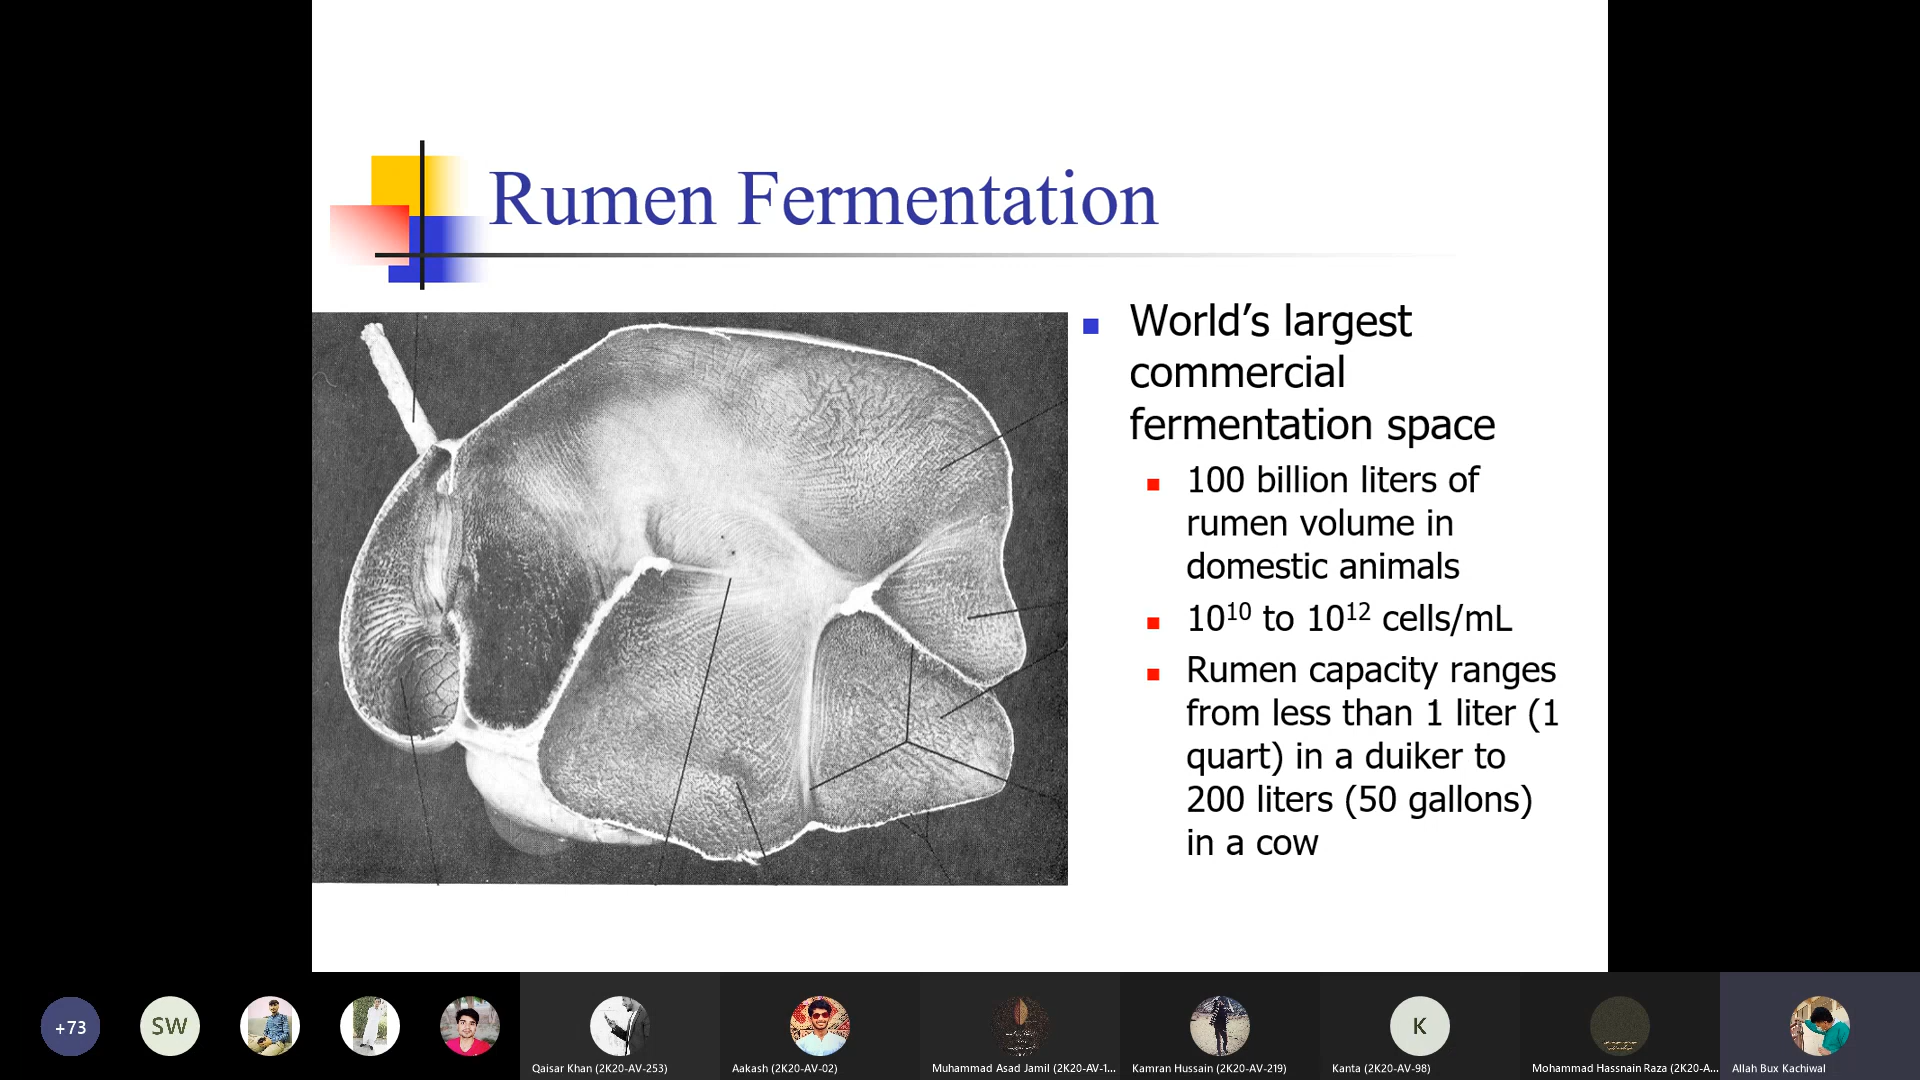 Rumen Fermentation
World’s largest
commercial
fermentation space
100 billion liters of
rumen volume in
domestic animals
10¹⁰ to 10¹² cells/mL
Rumen capacity ranges
from less than 1 liter (1
quart) in a duiker to
200 liters (50 gallons)
in a cow
+73
SW
K
Qaisar Khan (2K20-AV-253)
Aakash (2K20-AV-02)
Muhammad Asad Jamil (2K20-AV-1...
Kamran Hussain (2K20-AV-219)
Kanta (2K20-AV-98)
Mohammad Hassnain Raza (2K20-A...
Allah Bux Kachiwal